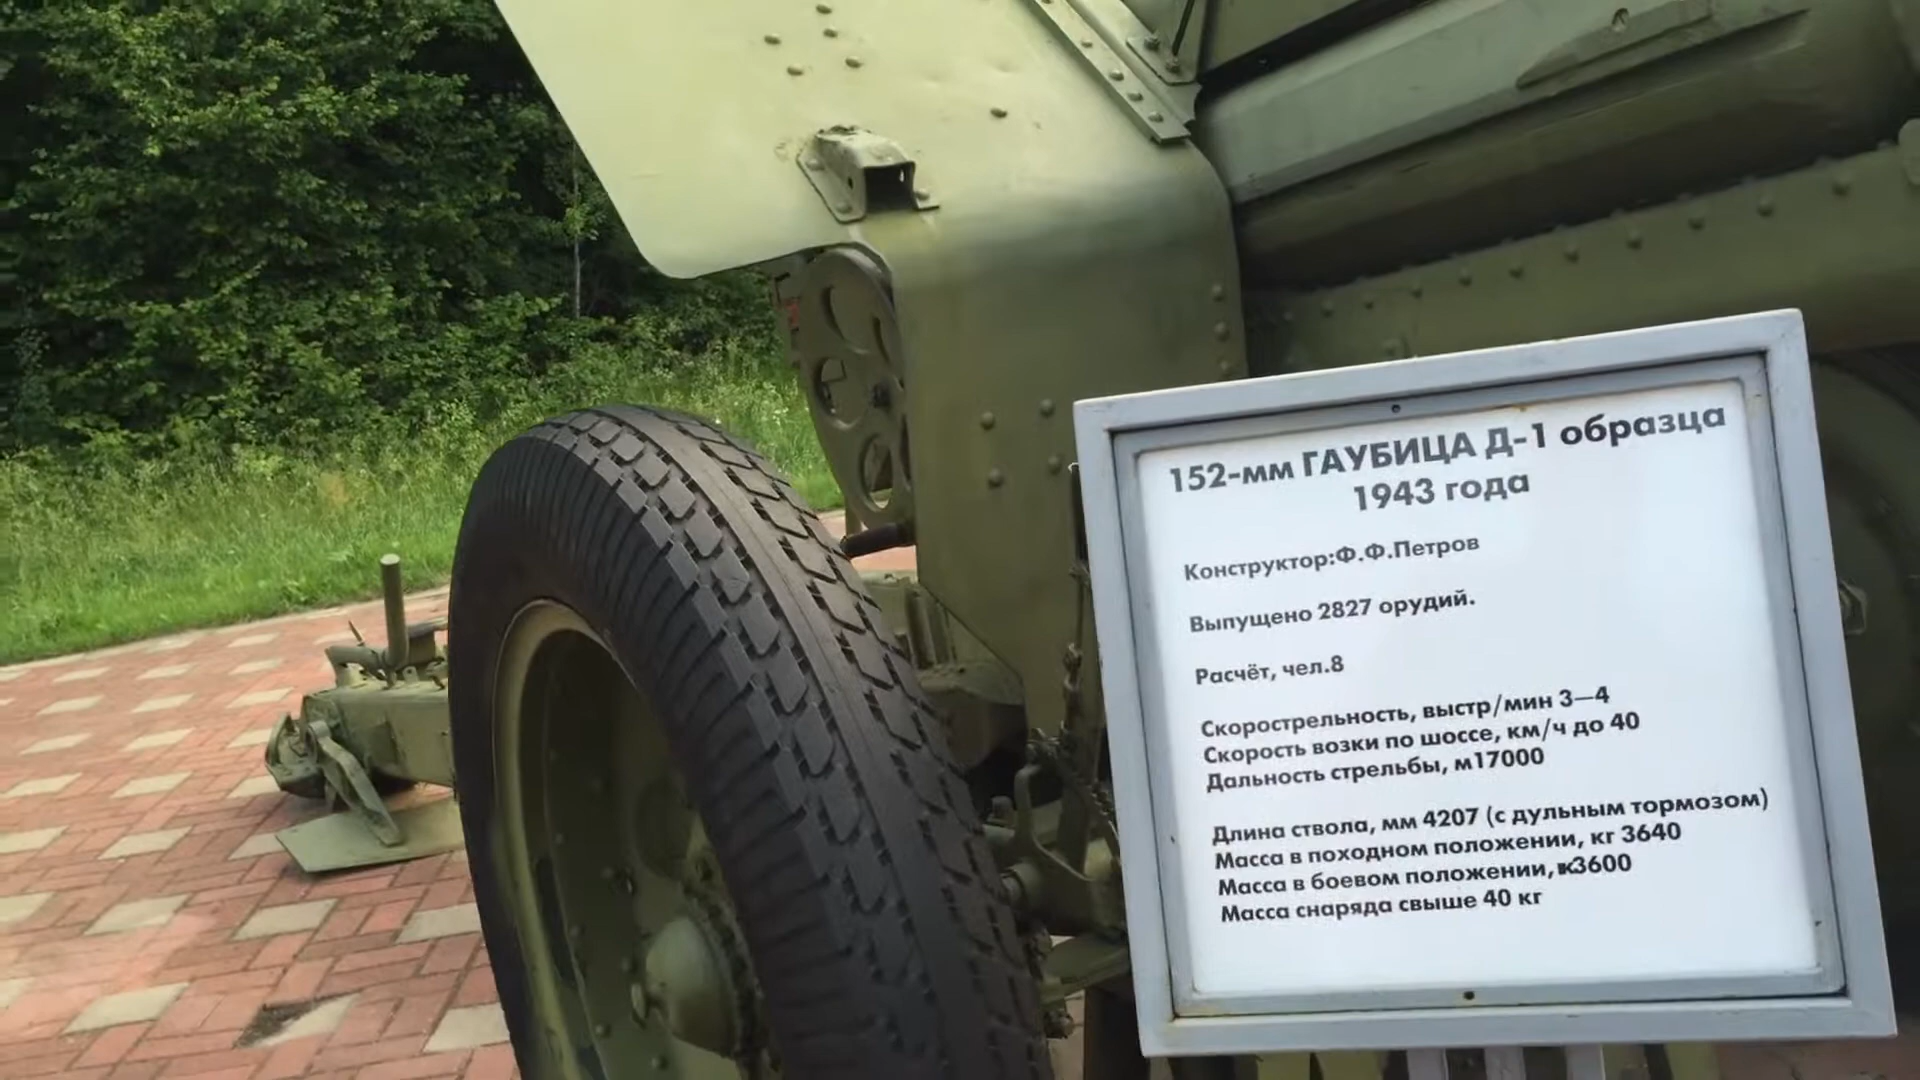 152-мм ГАУБИЦА Д-1 образца
1943 года
Конструктор:Ф.Ф.Петров
Выпущено 2827 орудий.
Расчёт, чел.8
Скорострельность, выстр/мин 3—4
Скорость возки по шоссе, км/ч до 40
Дальность стрельбы, м17000
Длина ствола, мм 4207 (с дульным тормозом)
Масса в походном положении, кг 3640
Масса в боевом положении,к3600
Масса снаряда свыше 40 кг